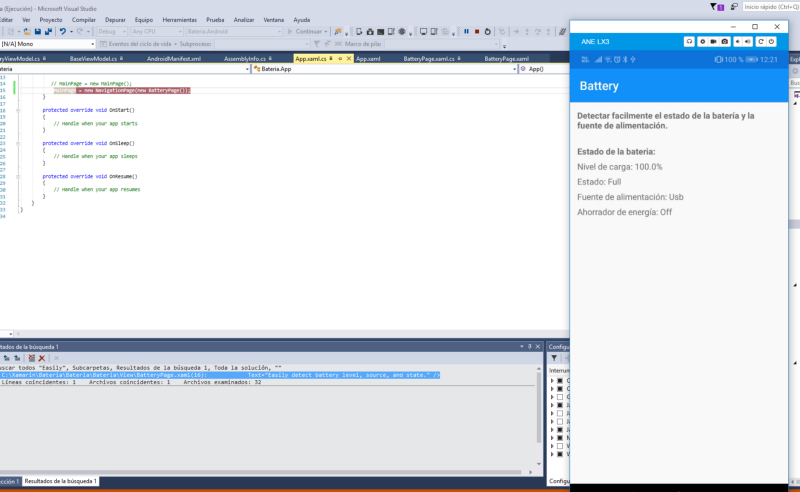 a (Ejecución) - Microsoft Visual Studio
Inicio rápido (Ctrl+Q)
Editar Ver Proyecto Compilar Depurar Equipo Herramientas Prueba Analizar Ventana Ayuda
Debug Any CPU Bateria.Android Continuar
[N/A] Mono Eventos del ciclo de vida Subproceso: Marco de pila:
ryViewModel.cs BaseViewModel.cs AndroidManifest.xml AssemblyInfo.cs App.xaml.cs App.xaml BatteryPage.xaml.cs BatteryPage.xaml
ateria Bateria.App App()
13
14 // MainPage = new MainPage();
15 MainPage = new NavigationPage(new BatteryPage());
16 }
17
18 protected override void OnStart()
19 {
20 // Handle when your app starts
21 }
22
23 protected override void OnSleep()
24 {
25 // Handle when your app sleeps
26 }
27
28 protected override void OnResume()
29 {
30 // Handle when your app resumes
31 }
32 }
33 }
34
ltados de la búsqueda 1
uscar todos "Easily", Subcarpetas, Resultados de la búsqueda 1, Toda la solución, ""
C:\Xamarin\Bateria\Bateria\Bateria\View\BatteryPage.xaml(10): Text="Easily detect battery level, source, and state." />
Líneas coincidentes: 1 Archivos coincidentes: 1 Archivos examinados: 32
ección 1 Resultados de la búsqueda 1
Configu
Interrum
Configu
ANE LX3
100 % 12:21
Battery
Detectar facilmente el estado de la batería y la
fuente de alimentación.
Estado de la bateria:
Nivel de carga: 100.0%
Estado: Full
Fuente de alimentación: Usb
Ahorrador de energía: Off
Expl
Bus